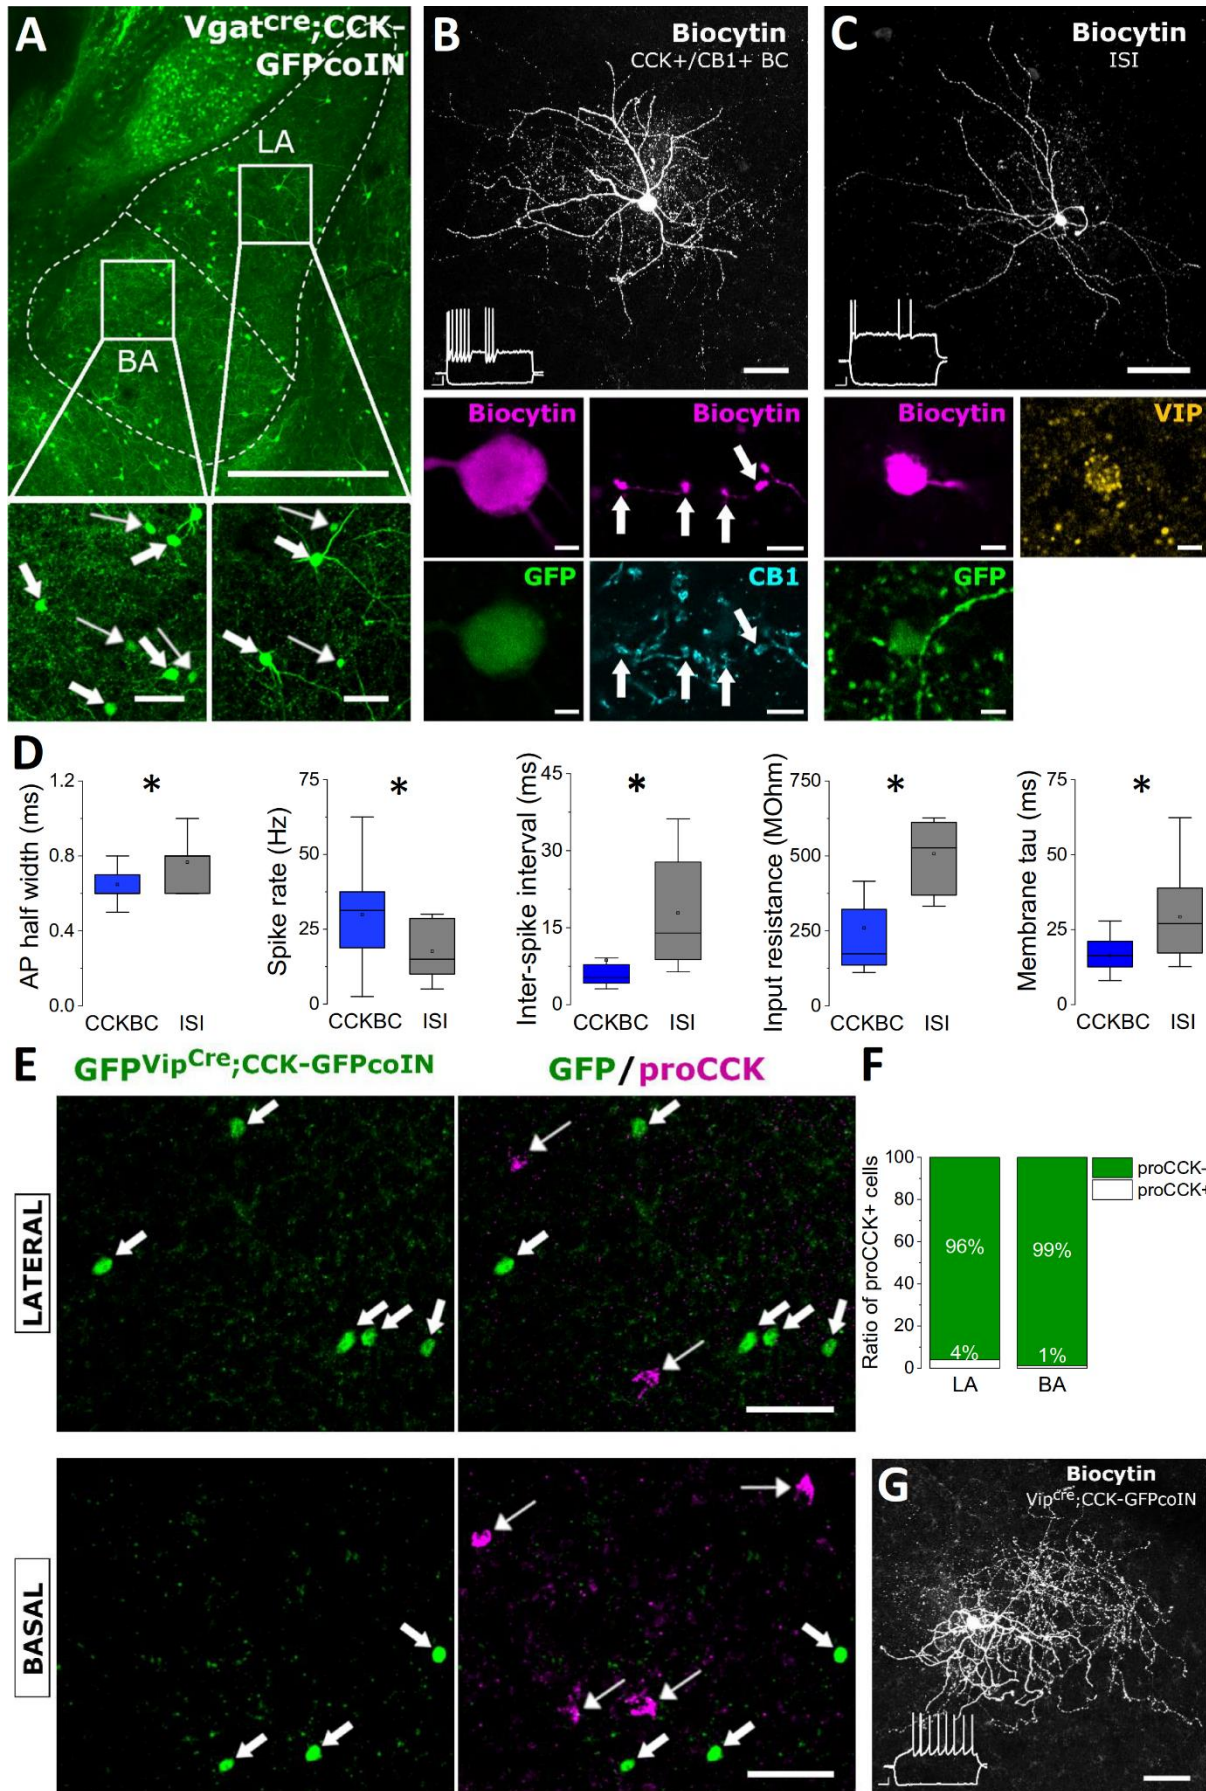 A
Vgatcre;CCK-
GFPcoIN
LA
BA
B
Biocytin
CCK+/CB1+ BC
Biocytin
Biocytin
GFP
CB1
C
Biocytin
ISI
Biocytin
VIP
GFP
D
AP half width (ms)
1.2
0.8
0.4
0.0
*
CCKBC
ISI
Spike rate (Hz)
75
50
25
0
*
CCKBC
ISI
Inter-spike interval (ms)
45
30
15
0
*
CCKBC
ISI
Input resistance (MOhm)
750
500
250
0
*
CCKBC
ISI
Membrane tau (ms)
75
50
25
0
*
CCKBC
ISI
E
GFPVipCre;CCK-GFPcoIN
GFP/proCCK
LATERAL
BASAL
F
Ratio of proCCK+ cells
100
80
60
40
20
0
96%
4%
99%
1%
LA
BA
proCCK-
proCCK+
G
Biocytin
Vipcre;CCK-GFPcoIN